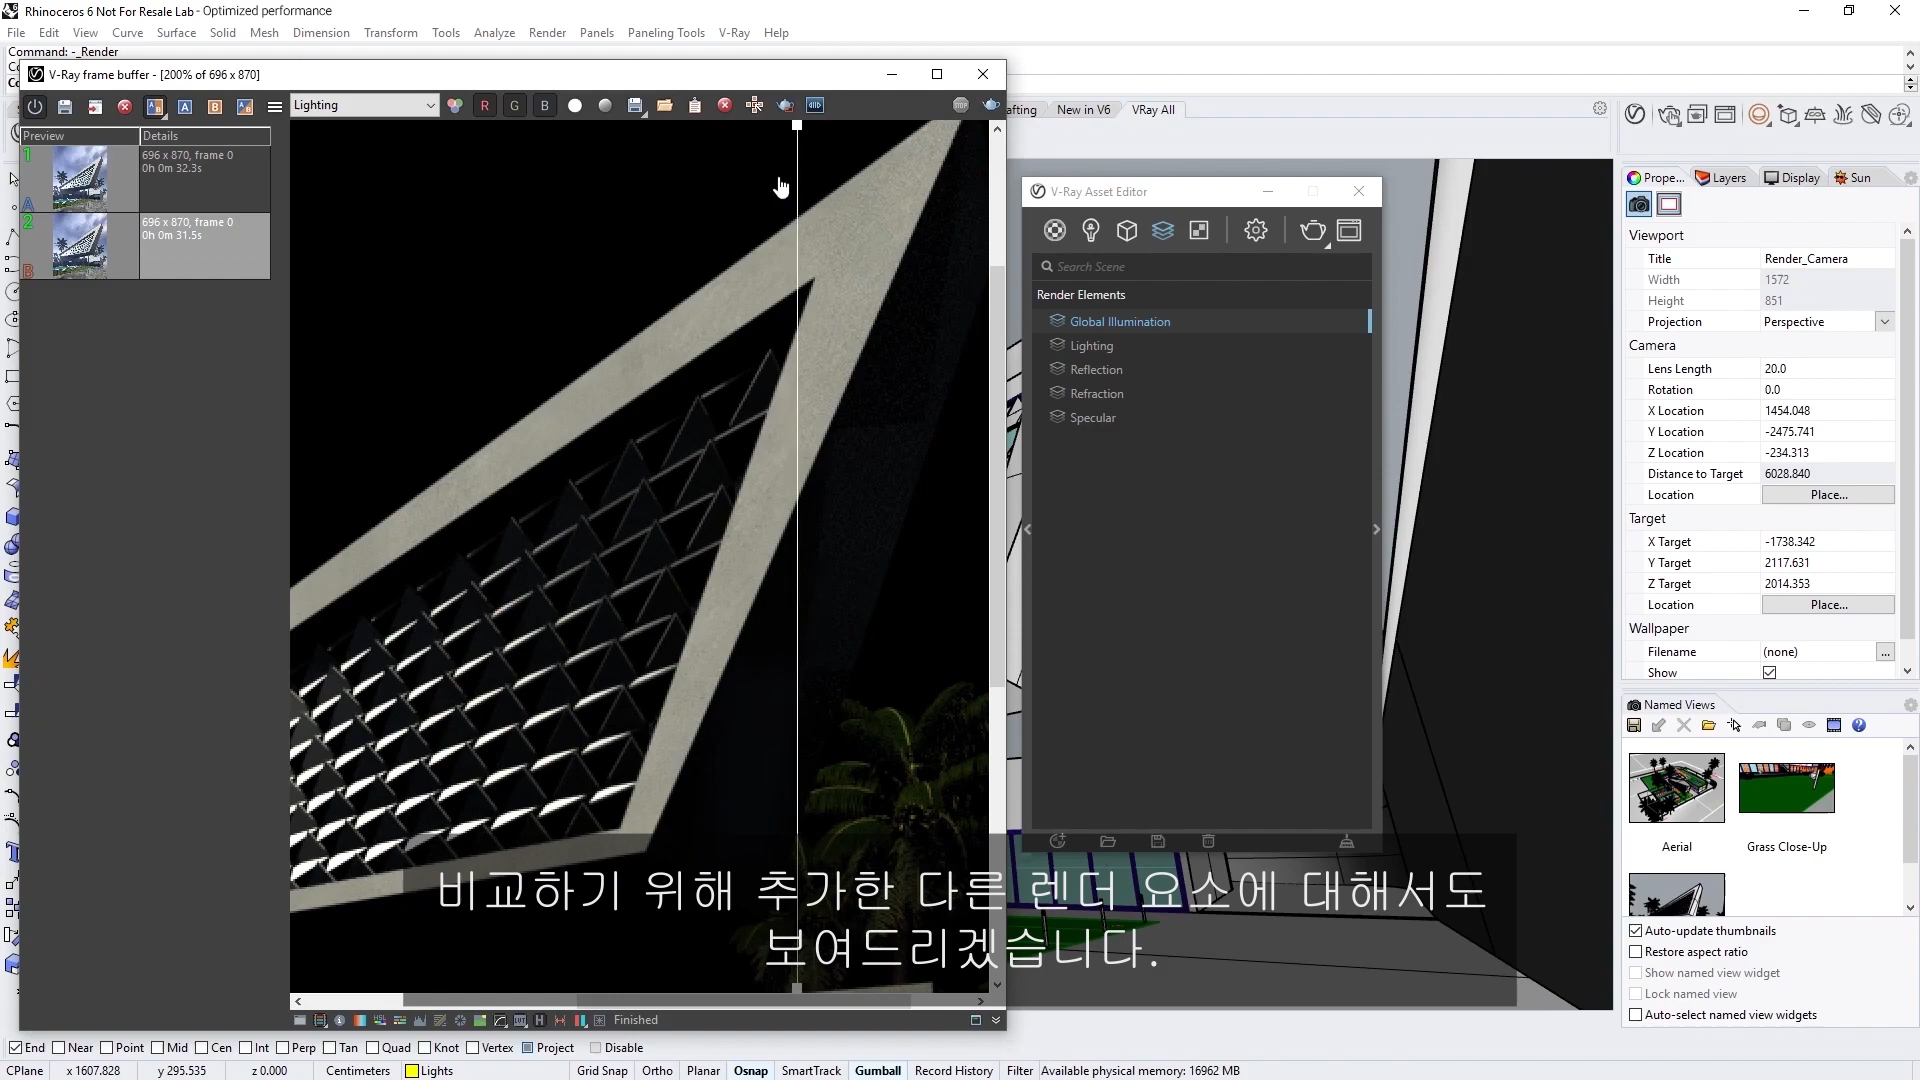 Rhinoceros 6 Not For Resale Lab - Optimized performance
File Edit View Curve Surface Solid Mesh Dimension Transform Tools Analyze Render Panels Paneling Tools V-Ray Help
Command: -_Render
V-Ray frame buffer - [200% of 696 x 870]
Lighting
R G B
A B
afting New in V6 VRay All
Preview Details
1
696 x 870, frame 0
0h 0m 32.3s
A
2
696 x 870, frame 0
0h 0m 31.5s
B
V-Ray Asset Editor
Search Scene
Render Elements
Global Illumination
Lighting
Reflection
Refraction
Specular
Prope... Layers Display Sun
Viewport
Title Render_Camera
Width 1572
Height 851
Projection Perspective
Camera
Lens Length 20.0
Rotation 0.0
X Location 1454.048
Y Location -2475.741
Z Location -234.313
Distance to Target 6028.840
Location Place...
Target
X Target -1738.342
Y Target 2117.631
Z Target 2014.353
Location Place...
Wallpaper
Filename (none) ...
Show
Named Views
Aerial Grass Close-Up
Auto-update thumbnails
Restore aspect ratio
Show named view widget
Lock named view
Auto-select named view widgets
비교하기 위해 추가한 다른 렌더 요소에 대해서도
보여드리겠습니다.
Finished
End Near Point Mid Cen Int Perp Tan Quad Knot Vertex Project Disable
CPlane x 1607.828 y 295.535 z 0.000 Centimeters Lights Grid Snap Ortho Planar Osnap SmartTrack Gumball Record History Filter Available physical memory: 16962 MB